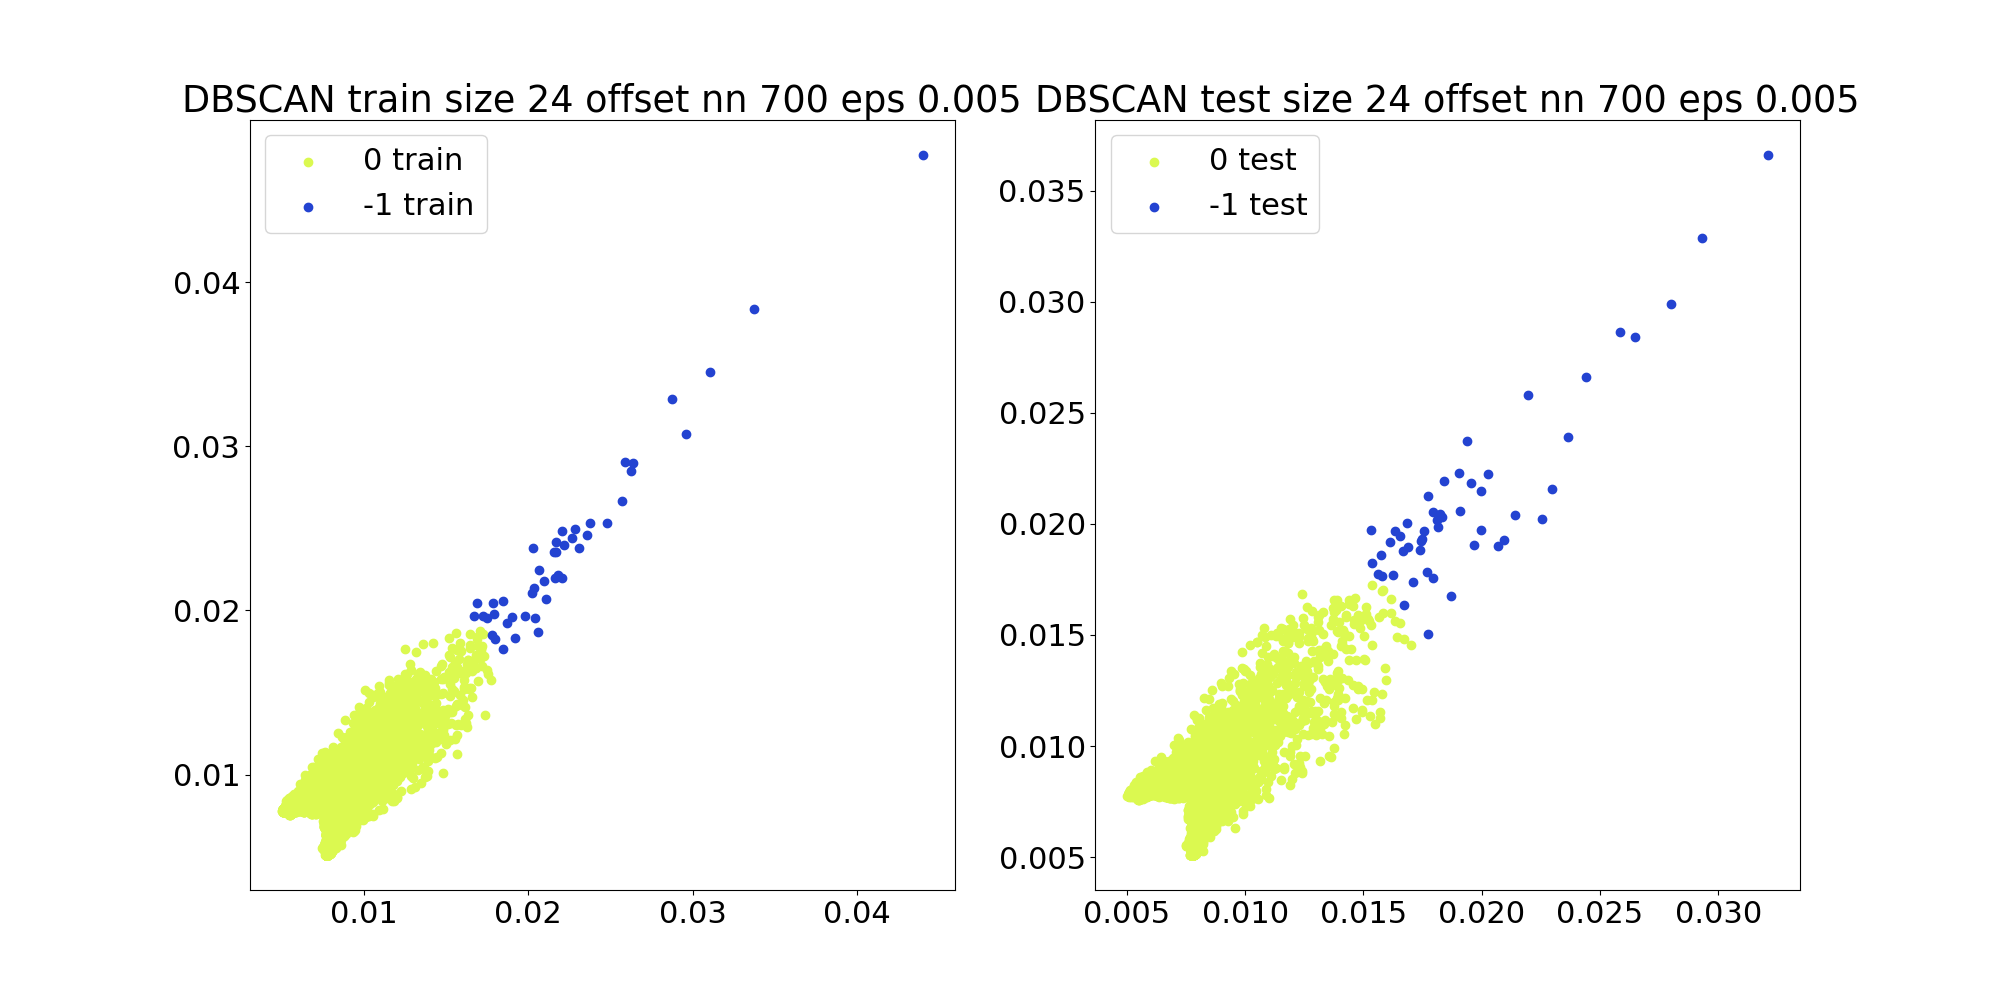 DBSCAN train size 24 offset nn 700 eps 0.005
0 train
-1 train
0.04
0.03
0.02
0.01
0.01 0.02 0.03 0.04
DBSCAN test size 24 offset nn 700 eps 0.005
0 test
-1 test
0.035
0.030
0.025
0.020
0.015
0.010
0.005
0.005 0.010 0.015 0.020 0.025 0.030